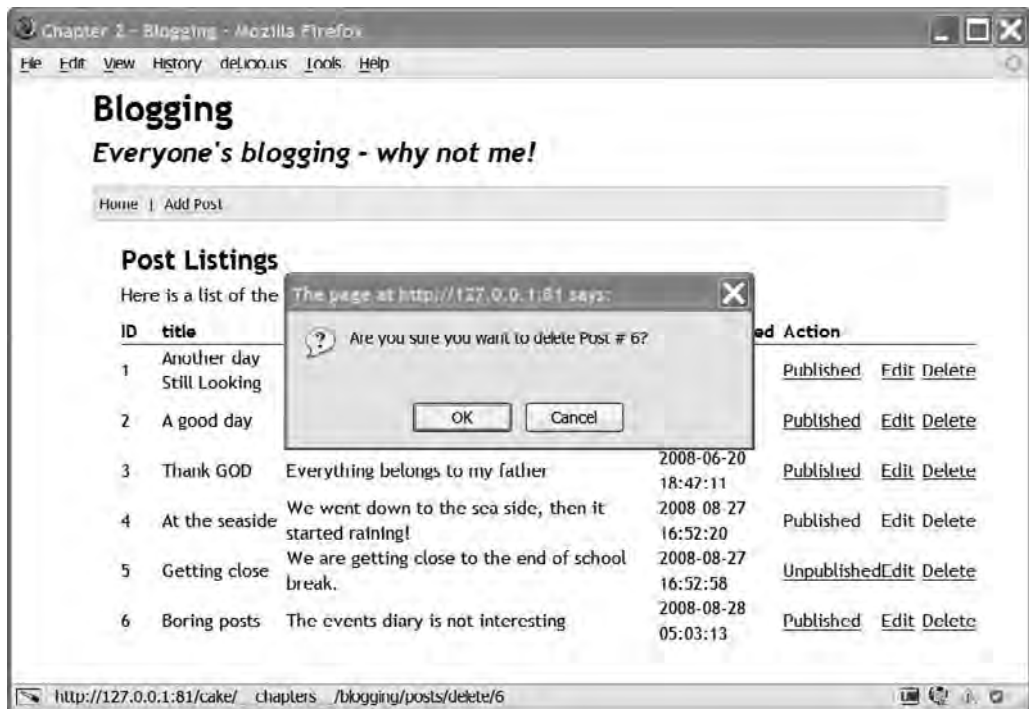 Chapter 2 - Blogging - Mozilla Firefox
File Edit View History del.icio.us Tools Help
Blogging
Everyone's blogging - why not me!
Home | Add Post
Post Listings
Here is a list of the
The page at http://127.0.0.1:81 says:
Are you sure you want to delete Post # 6?
OK Cancel
ID title ed Action
1 Another day Still Looking Published Edit Delete
2 A good day Published Edit Delete
3 Thank GOD Everything belongs to my father 2008-06-20 18:47:11 Published Edit Delete
4 At the seaside We went down to the sea side, then it started raining! 2008-08-27 16:52:20 Published Edit Delete
5 Getting close We are getting close to the end of school break. 2008-08-27 16:52:58 Unpublished Edit Delete
6 Boring posts The events diary is not interesting 2008-08-28 05:03:13 Published Edit Delete
http://127.0.0.1:81/cake/ chapters /blogging/posts/delete/6